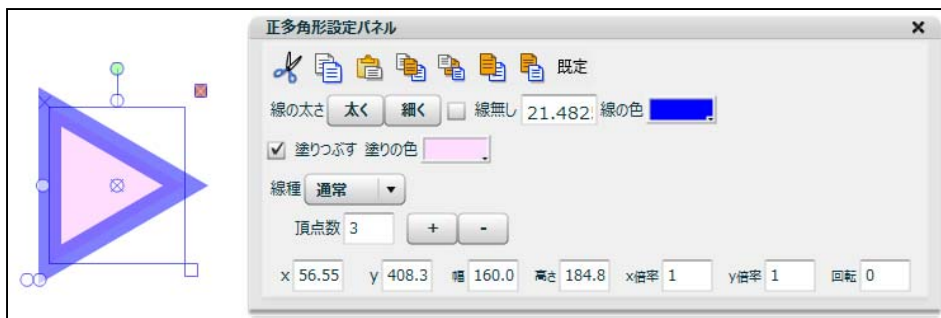 正多角形設定パネル
既定
線の太さ 太く 細く 線無し 21.482 線の色
塗りつぶす 塗りの色
線種 通常
頂点数 3 + -
x 56.55 y 408.3 幅 160.0 高さ 184.8 x倍率 1 y倍率 1 回転 0